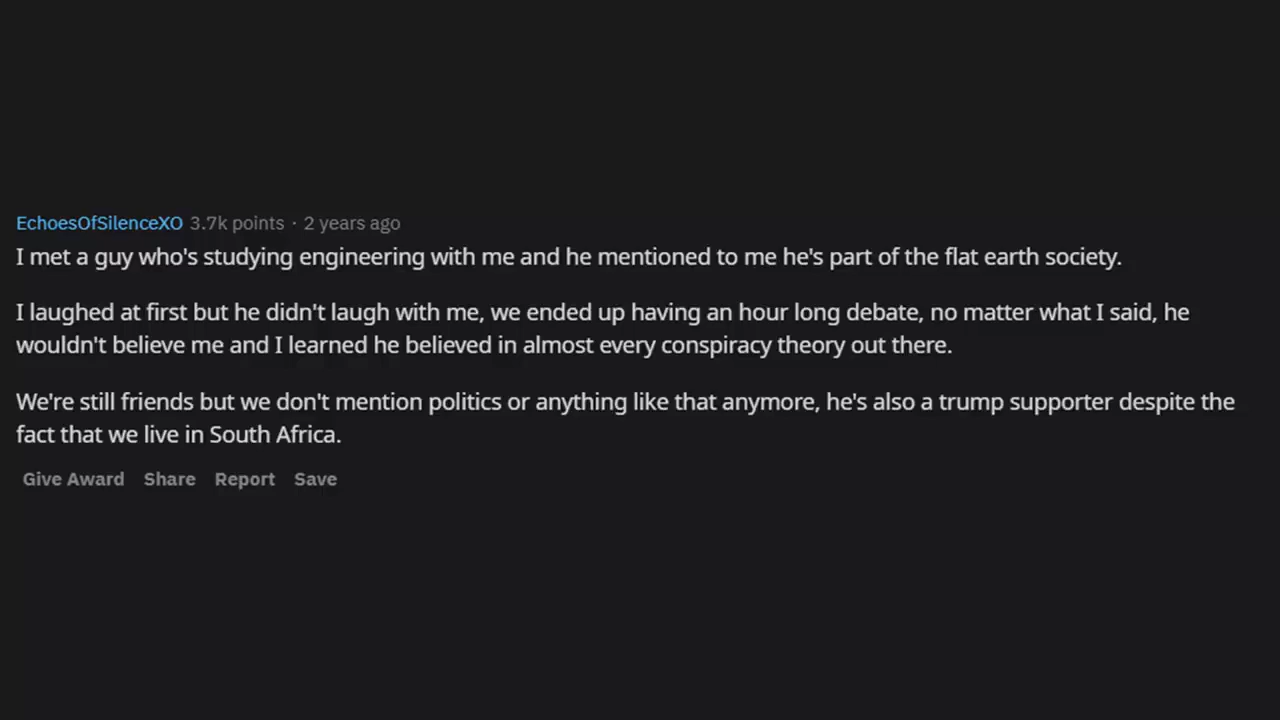 EchoesOfSilenceXO 3.7k points · 2 years ago
I met a guy who's studying engineering with me and he mentioned to me he's part of the flat earth society.
I laughed at first but he didn't laugh with me, we ended up having an hour long debate, no matter what I said, he
wouldn't believe me and I learned he believed in almost every conspiracy theory out there.
We're still friends but we don't mention politics or anything like that anymore, he's also a trump supporter despite the
fact that we live in South Africa.
Give Award Share Report Save